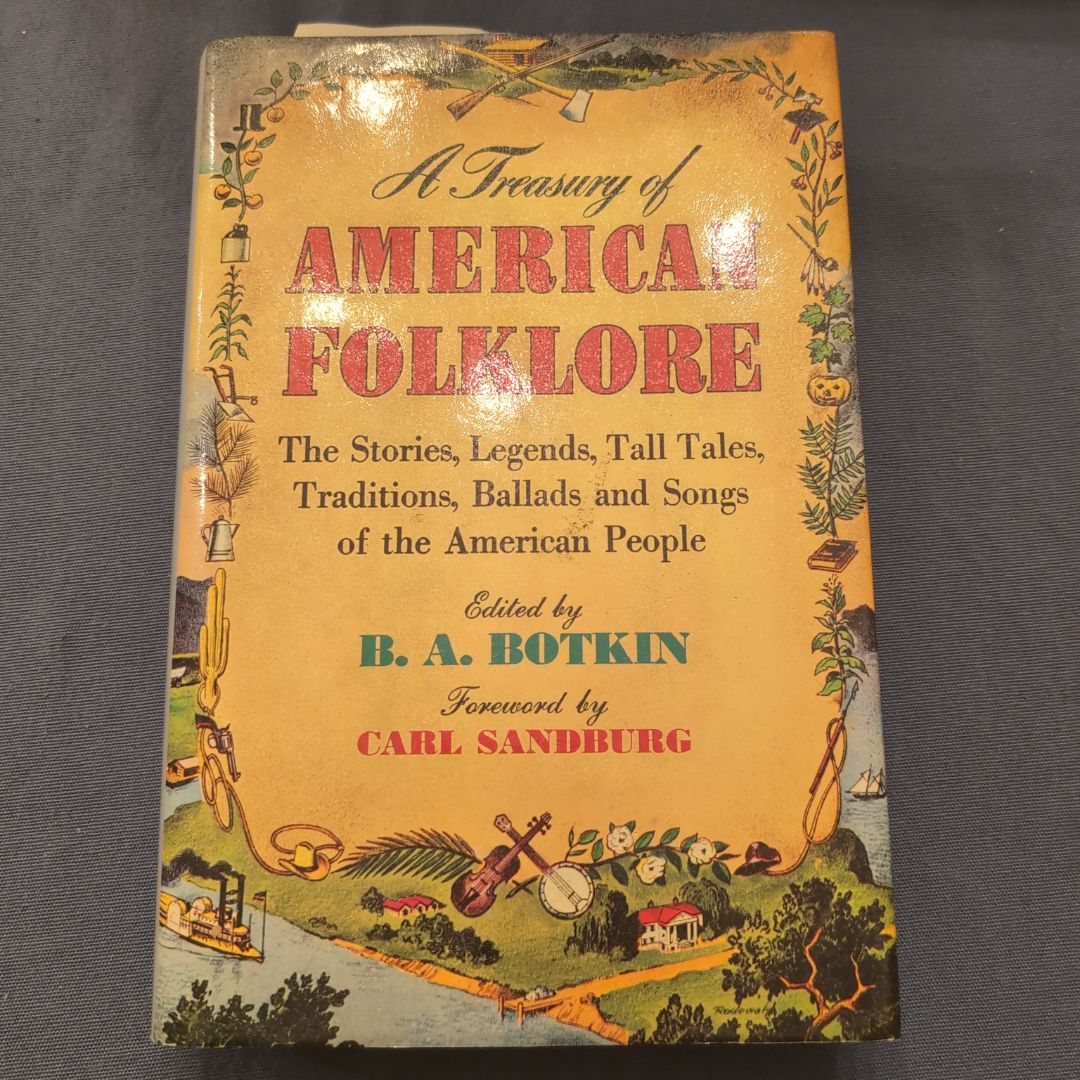 A Treasury of
AMERICAN
FOLKLORE
The Stories, Legends, Tall Tales,
Traditions, Ballads and Songs
of the American People
Edited by
B. A. BOTKIN
Foreword by
CARL SANDBURG